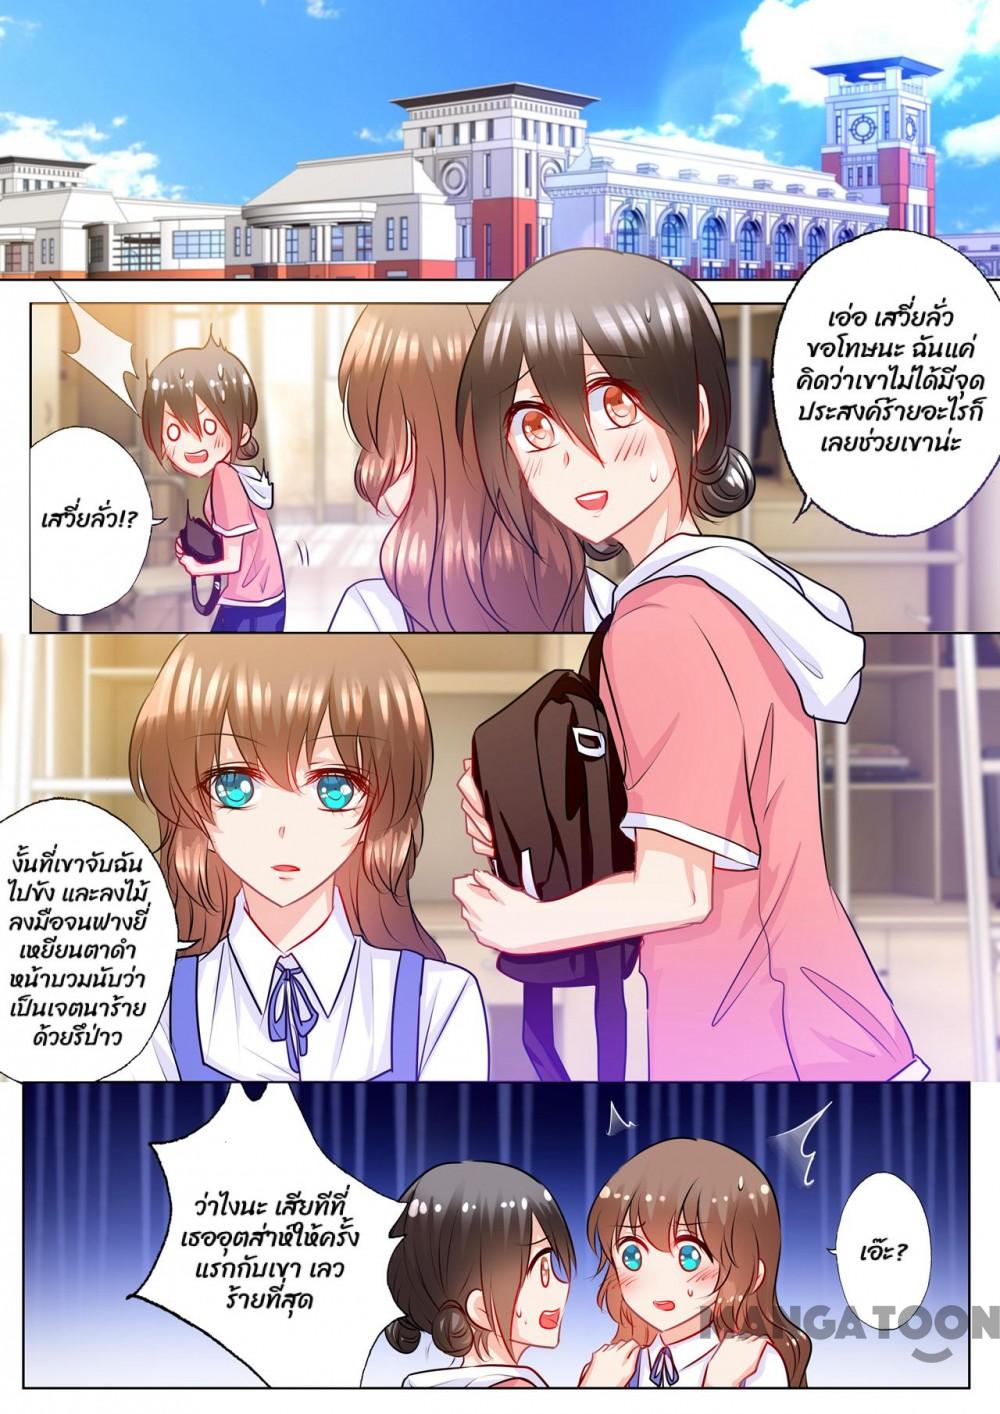 เสวี่ยลั่ว!?
เอ่อ เสวี่ยลั่ว
ขอโทษนะ ฉันแค่
คิดว่าเขาไม่ได้มีจุด
ประสงค์ร้ายอะไรก็
เลยช่วยเขาน่ะ
งั้นที่เขาจับฉัน
ไปขัง และลงไม้
ลงมือจนฟางยี่
เหยียนตาดำ
หน้าบวมนับว่า
เป็นเจตนาร้าย
ด้วยรึป่าว
ว่าไงนะ เสียทีที่
เธออุตส่าห์ให้ครั้ง
แรกกับเขา เลว
ร้ายที่สุด
เอ๊ะ?
MANGATOON